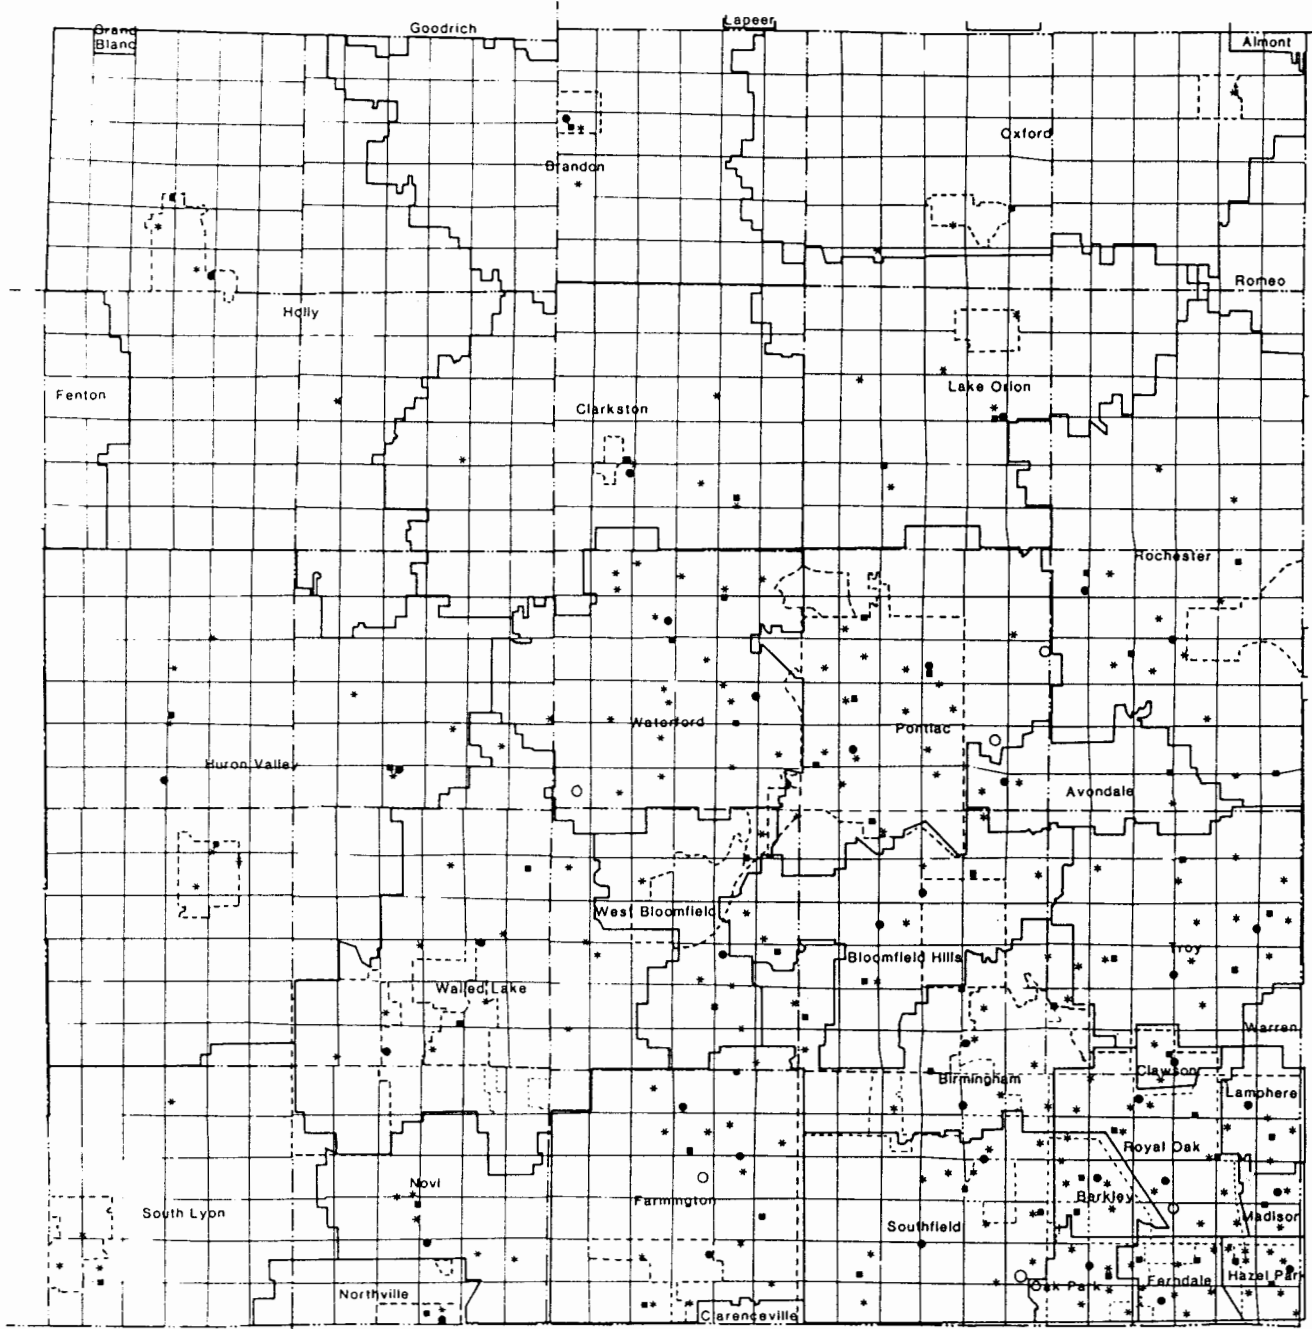 Lapeer
Grand
Blanc
Goodrich
Almont
Oxford
Brandon
Romeo
Holly
Lake Orion
Fenton
Clarkston
Rochester
Waterford
Pontiac
Huron Valley
Avondale
West Bloomfield
Troy
Bloomfield Hills
Walled Lake
Warren
Clawson
Birmingham
Lamphere
Royal Oak
Novi
Barkley
Farmington
South Lyon
Southfield
Madison
Oak Park
Ferndale
Hazel Park
Northville
Clarenceville